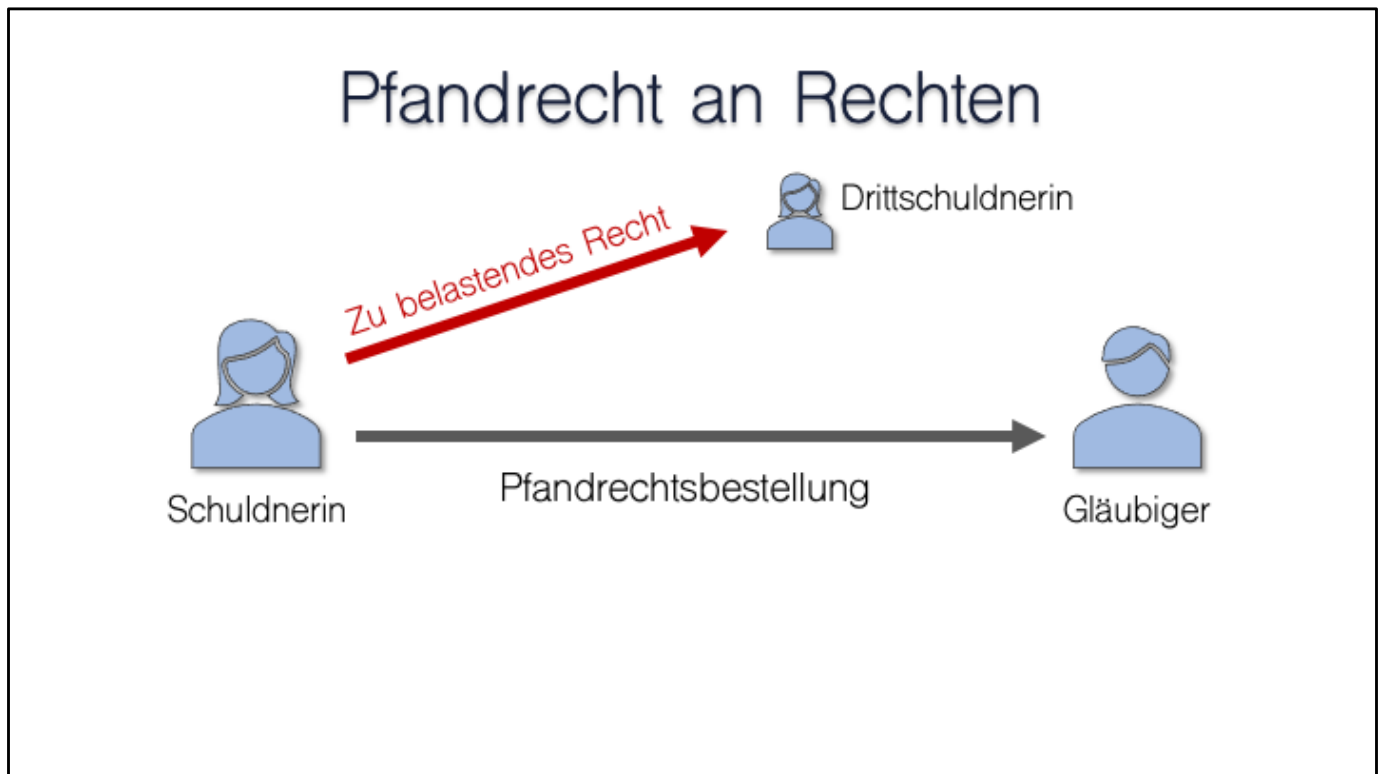 Pfandrecht an Rechten
Drittschuldnerin
Zu belastendes Recht
Pfandrechtsbestellung
Schuldnerin
Gläubiger